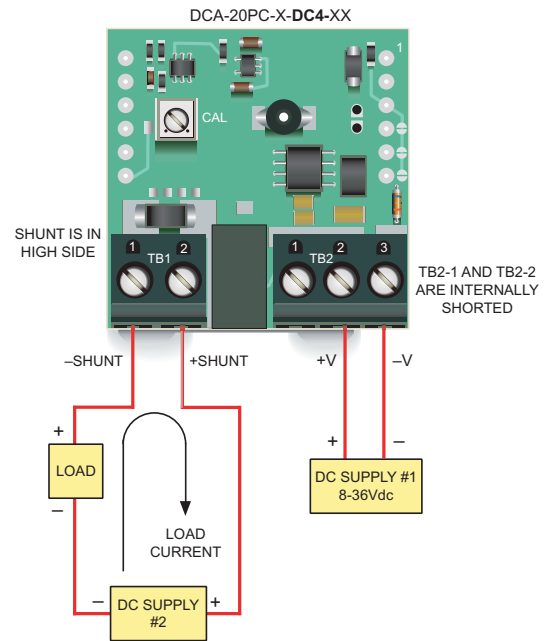 DCA-20PC-X-DC4-XX
1
CAL
SHUNT IS IN
HIGH SIDE
1 2
TB1
1 2 3
TB2
TB2-1 AND TB2-2
ARE INTERNALLY
SHORTED
–SHUNT +SHUNT
+V –V
+
LOAD
–
LOAD
CURRENT
+ –
DC SUPPLY #1
8-36Vdc
– +
DC SUPPLY
#2